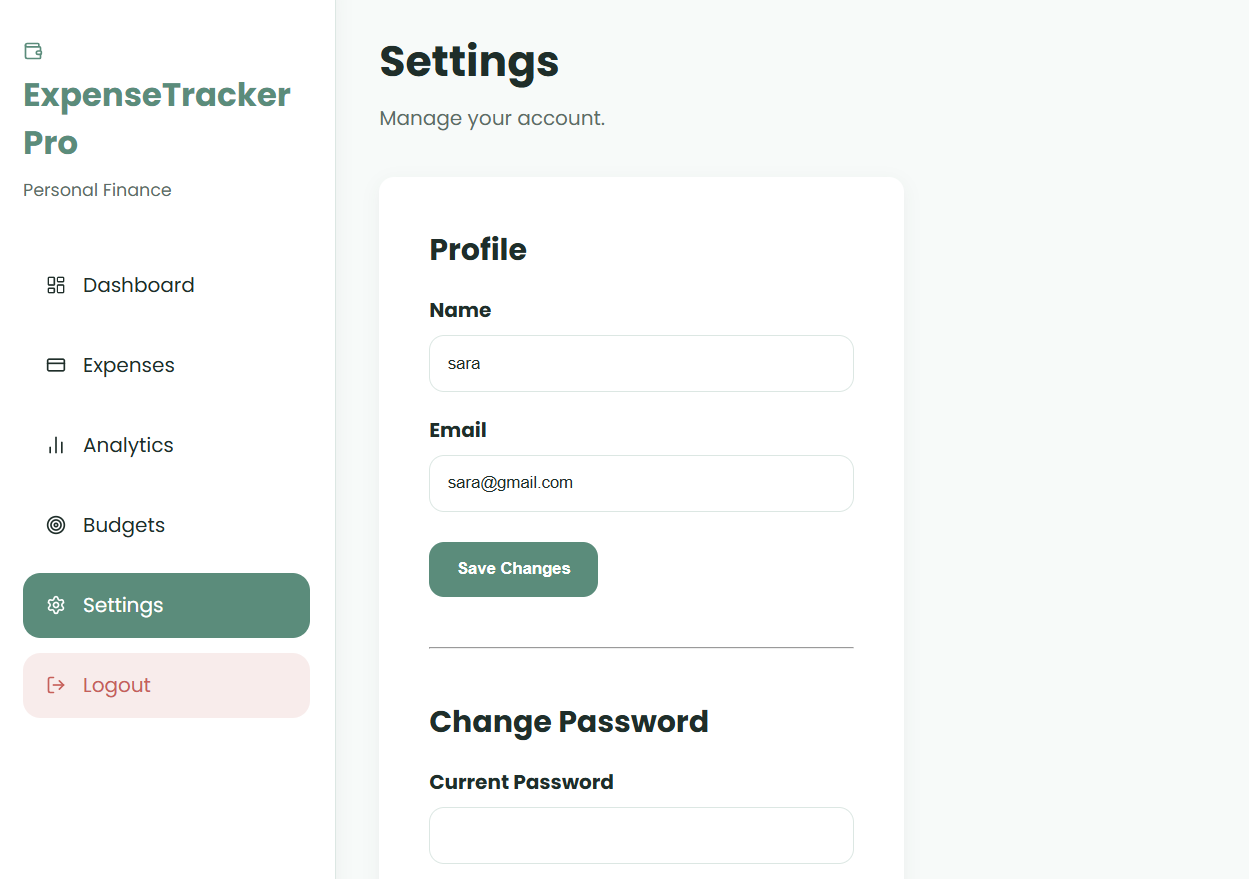 ExpenseTracker
Pro
Personal Finance
Dashboard
Expenses
Analytics
Budgets
Settings
Logout
Settings
Manage your account.
Profile
Name
sara
Email
sara@gmail.com
Save Changes
Change Password
Current Password